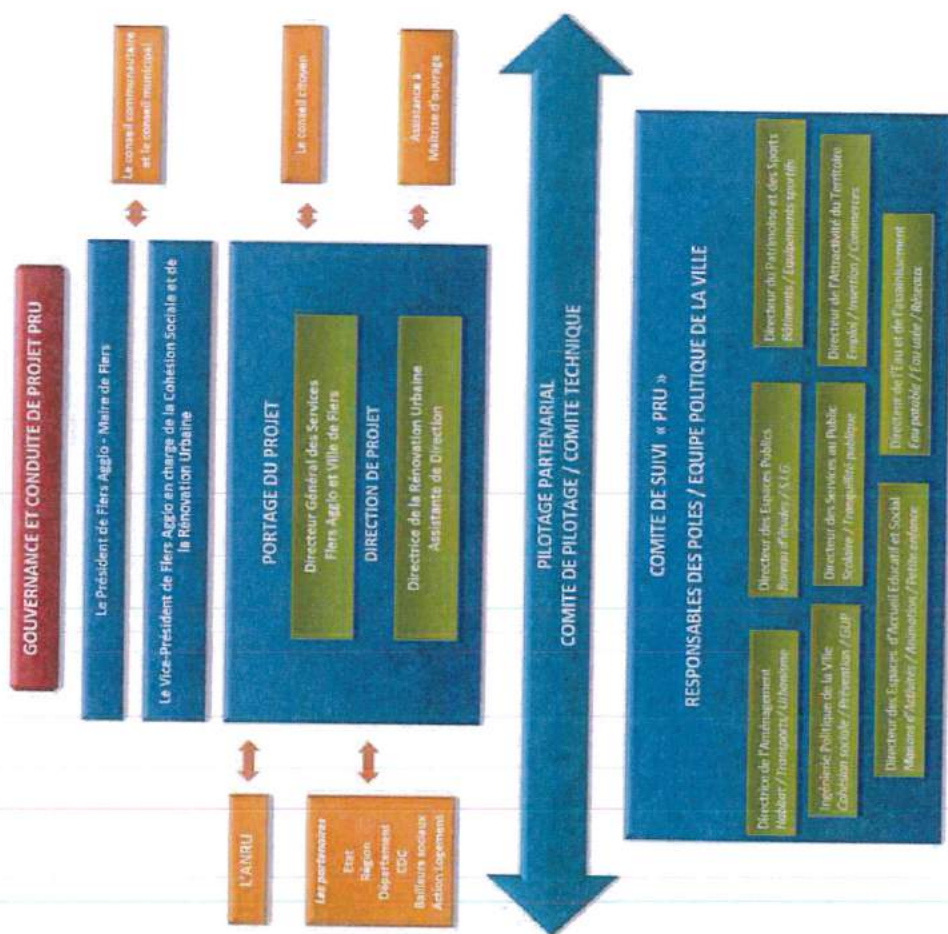 GOUVERNANCE ET CONDUITE DE PROJET PRU
Le Président de Flers Agglo - Maire de Flers
Le Vice-Président de Flers Agglo en charge de la Cohésion Sociale et de
la Rénovation Urbaine
Le conseil communautaire
et le conseil municipal
L'ANRU
Les partenaires
Etat
Région
Département
CDC
Bailleurs sociaux
Action Logement
PORTAGE DU PROJET
Directeur Général des Services
Flers Agglo et Ville de Flers
DIRECTION DE PROJET
Directrice de la Rénovation Urbaine
Assistante de Direction
Le conseil citoyen
Assistance à
Maîtrise d'ouvrage
PILOTAGE PARTENARIAL
COMITE DE PILOTAGE / COMITE TECHNIQUE
COMITE DE SUIVI « PRU »
RESPONSABLES DES POLES / EQUIPE POLITIQUE DE LA VILLE
Directrice de l'Aménagement
Habitat / Transports / Urbanisme
Directeur des Espaces Publics
Bureau d'études / S.I.G.
Directeur du Patrimoine et des Sports
Bâtiments / Equipements sportifs
Ingénierie Politique de la Ville
Cohésion sociale / Prévention / GUP
Directeur des Services au Public
Scolaire / Tranquillité publique
Directeur de l'Attractivité du Territoire
Emploi / Insertion / Commerces
Directeur des Espaces d'Accueil Educatif et Social
Maisons d'Activités / Animation / Petite enfance
Directeur de l'Eau et de l'assainissement
Eau potable / Eau usée / Réseaux